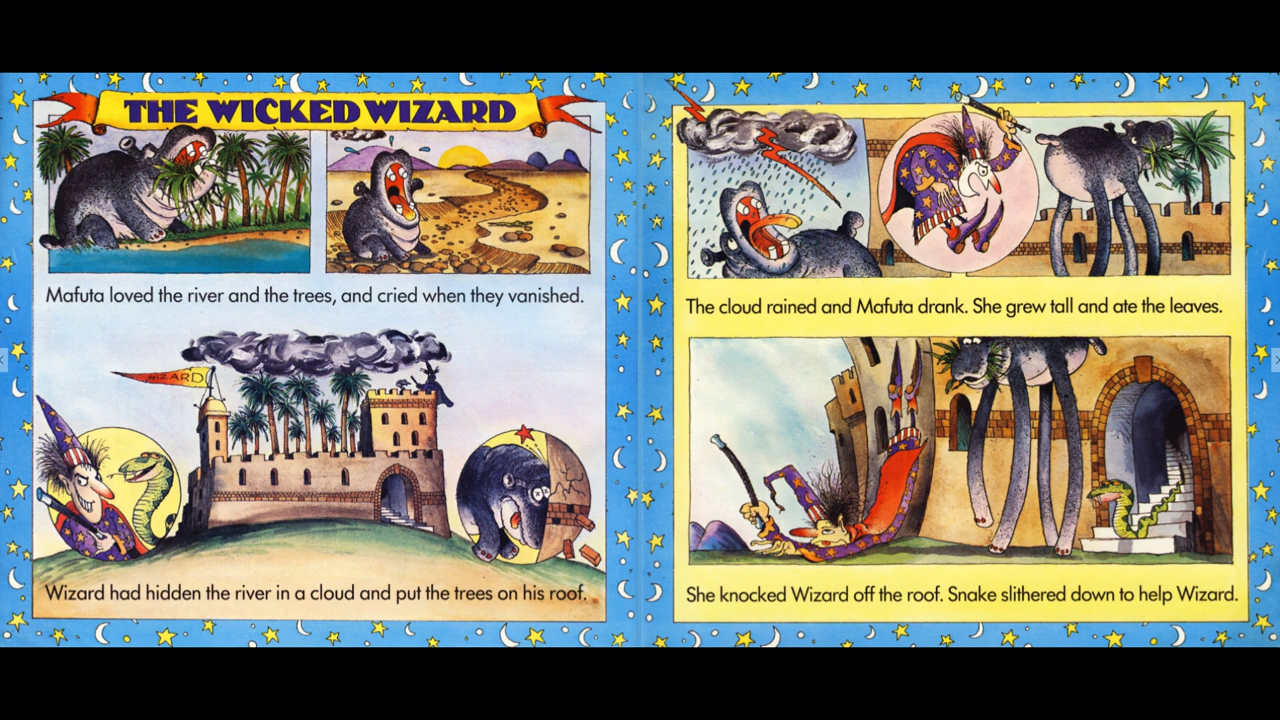 THE WICKED WIZARD
Mafuta loved the river and the trees, and cried when they vanished.
WIZARD
Wizard had hidden the river in a cloud and put the trees on his roof.
The cloud rained and Mafuta drank. She grew tall and ate the leaves.
She knocked Wizard off the roof. Snake slithered down to help Wizard.